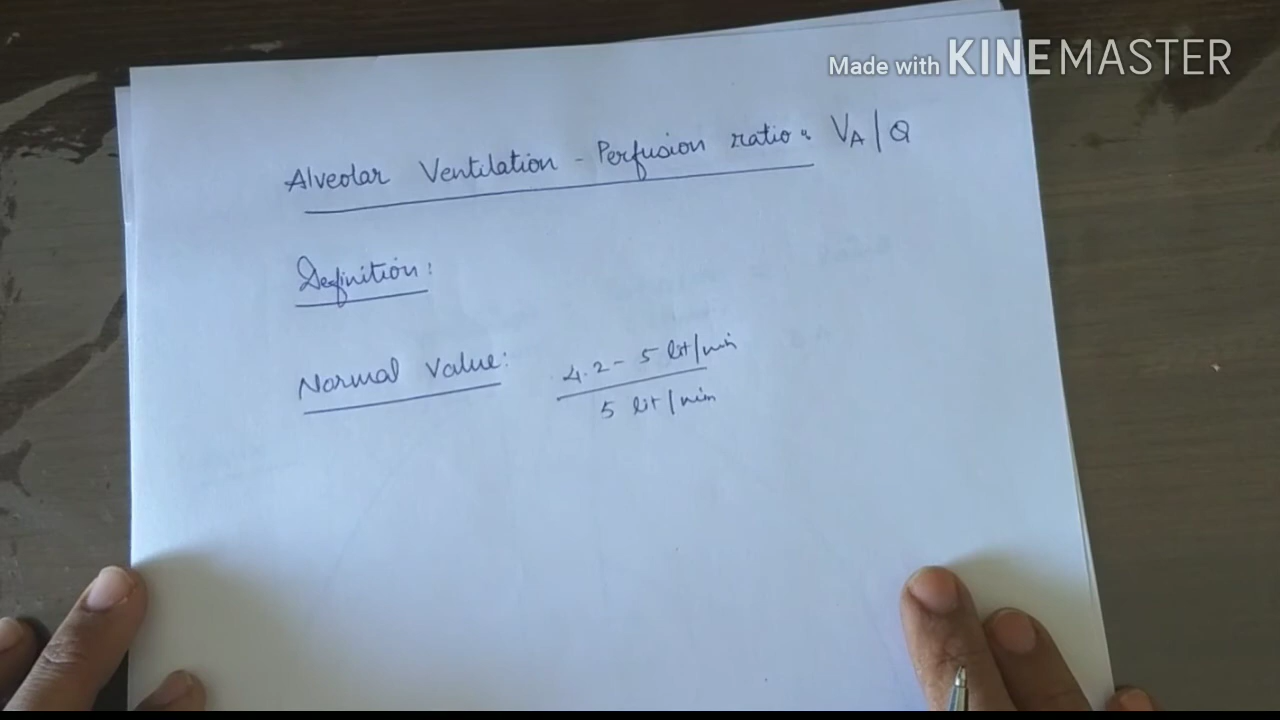 Made with KINEMASTER
Alveolar Ventilation - Perfusion ratio : VA/Q
Definition:
Normal Value: 4.2 - 5 lit/min
5 lit/min